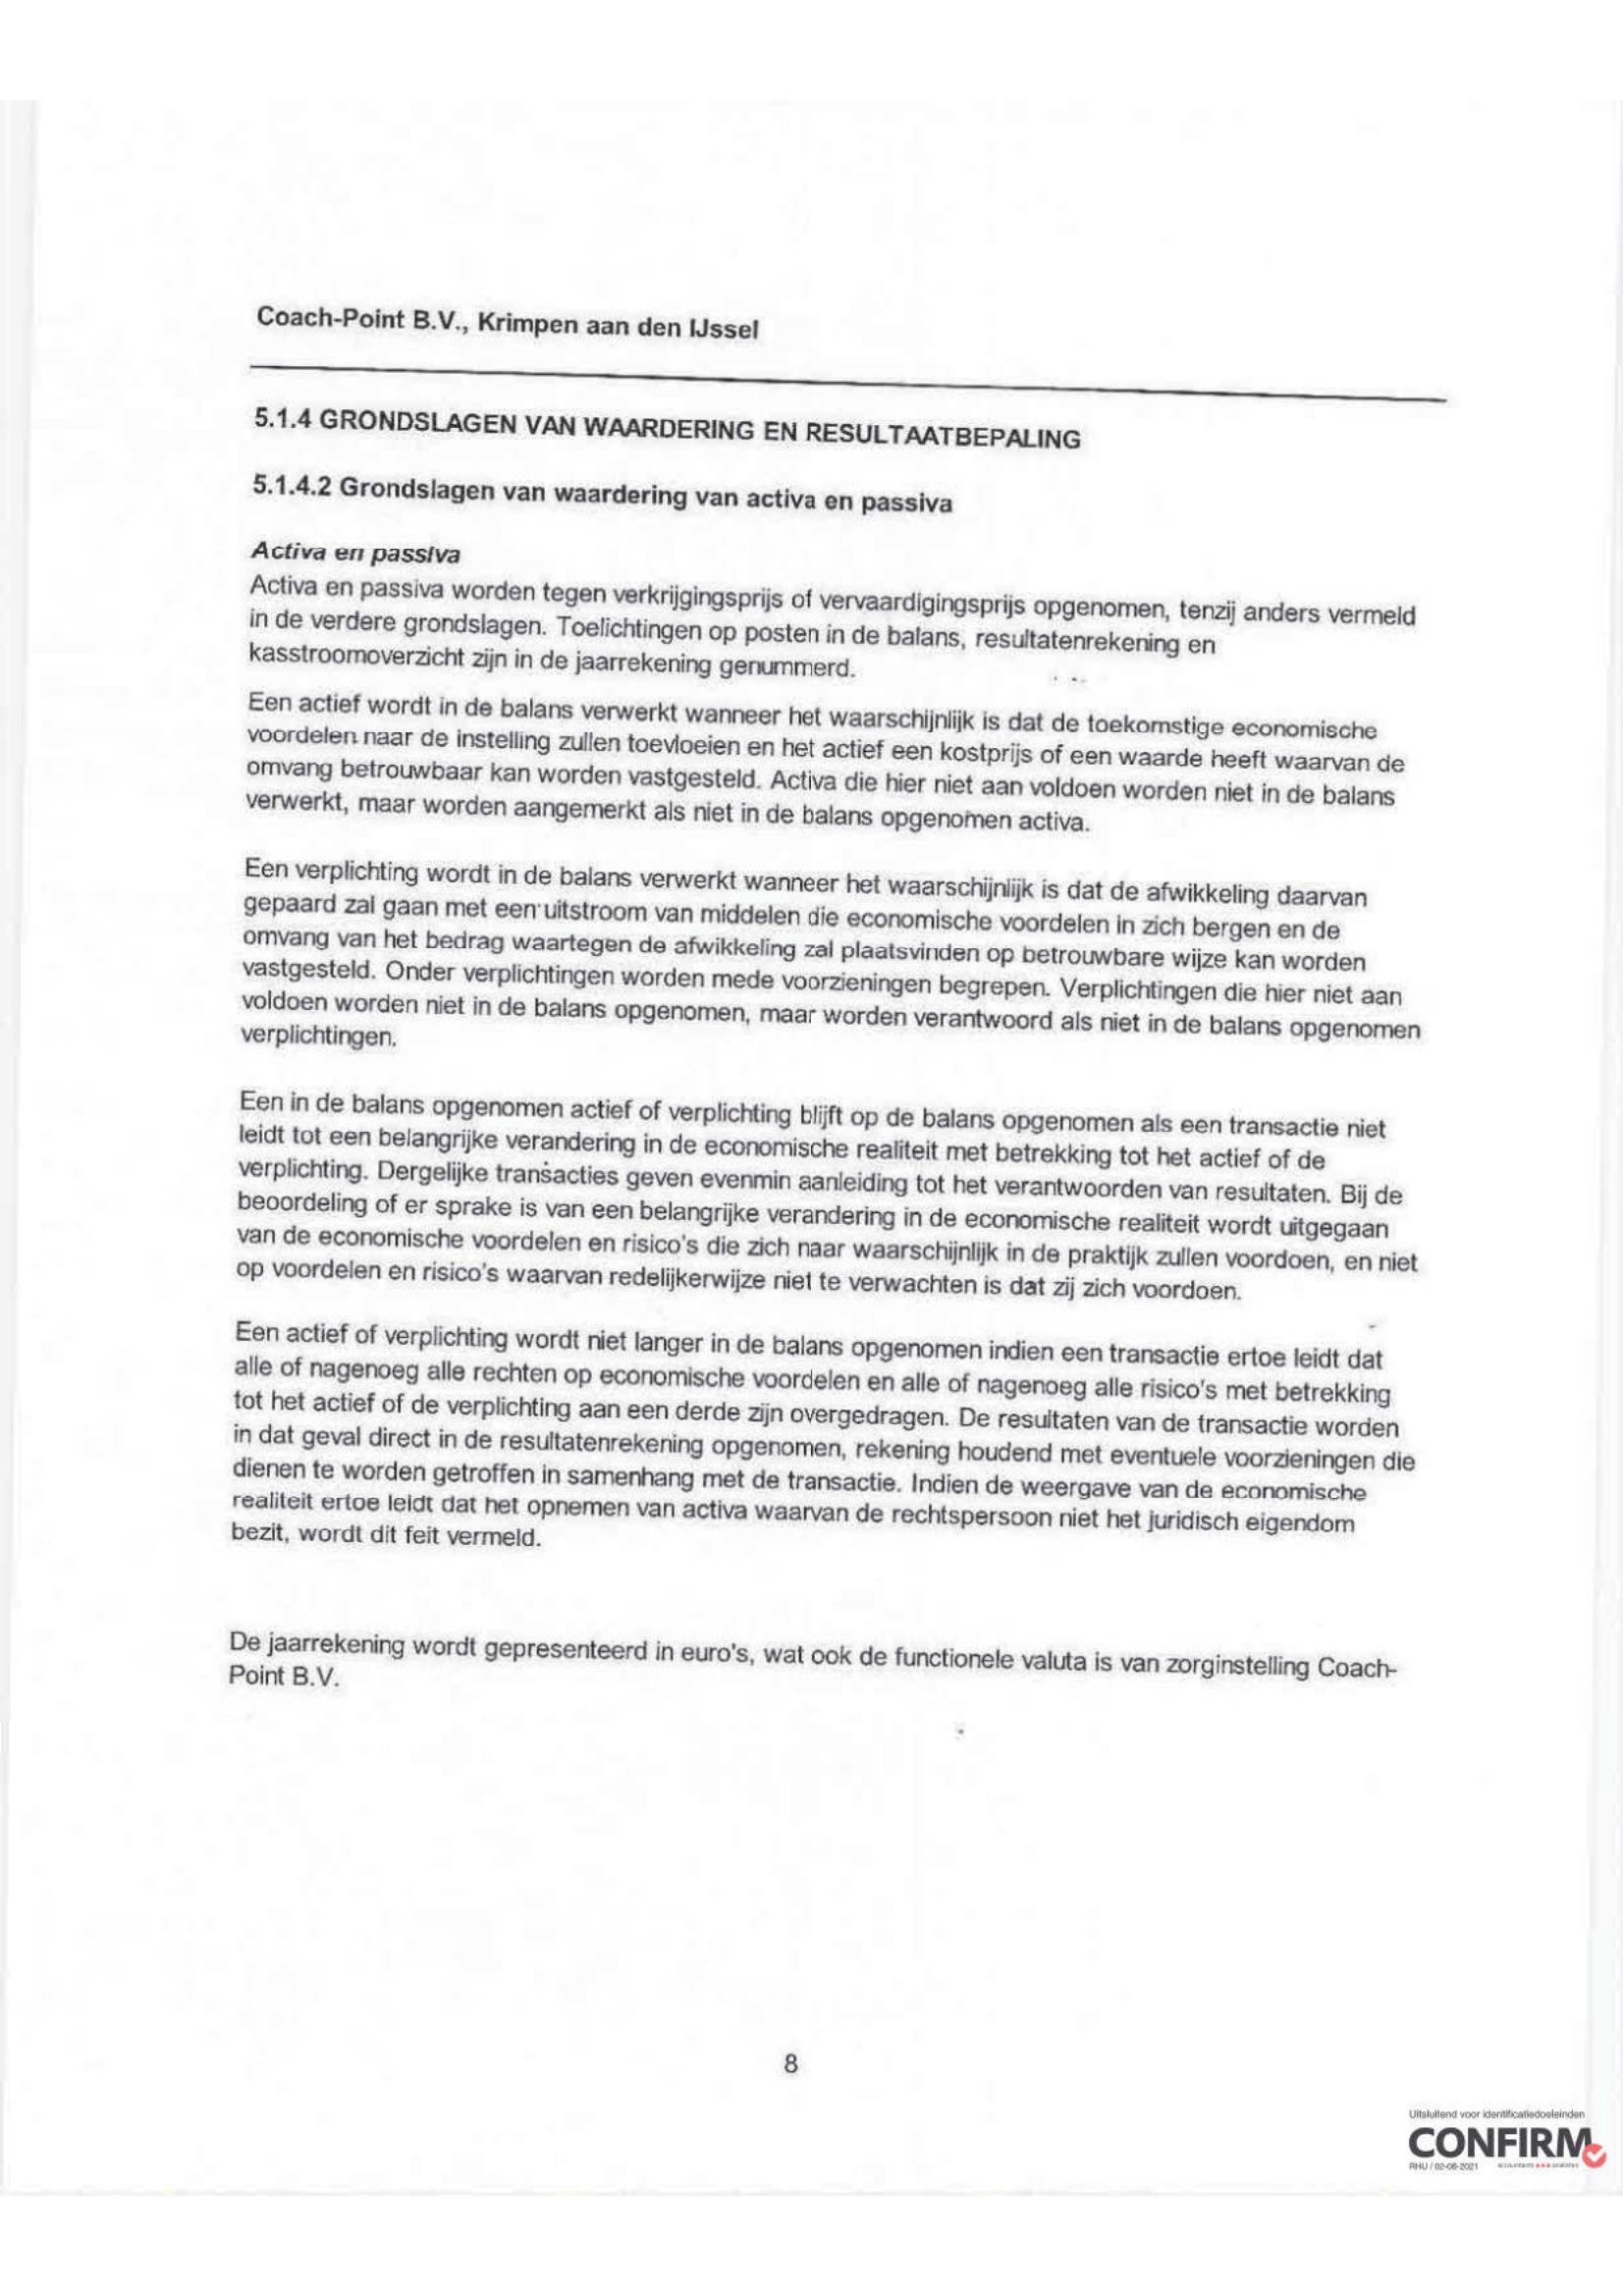 Coach-Point B.V., Krimpen aan den IJssel
5.1.4 GRONDSLAGEN VAN WAARDERING EN RESULTAATBEPALING
5.1.4.2 Grondslagen van waardering van activa en passiva
Activa en passiva
Activa en passiva worden tegen verkrijgingsprijs of vervaardigingsprijs opgenomen, tenzij anders vermeld
in de verdere grondslagen. Toelichtingen op posten in de balans, resultatenrekening en
kasstroomoverzicht zijn in de jaarrekening genummerd.
Een actief wordt in de balans verwerkt wanneer het waarschijnlijk is dat de toekomstige economische
voordelen naar de instelling zullen toevloeien en het actief een kostprijs of een waarde heeft waarvan de
omvang betrouwbaar kan worden vastgesteld. Activa die hier niet aan voldoen worden niet in de balans
verwerkt, maar worden aangemerkt als niet in de balans opgenomen activa.
Een verplichting wordt in de balans verwerkt wanneer het waarschijnlijk is dat de afwikkeling daarvan
gepaard zal gaan met een uitstroom van middelen die economische voordelen in zich bergen en de
omvang van het bedrag waartegen de afwikkeling zal plaatsvinden op betrouwbare wijze kan worden
vastgesteld. Onder verplichtingen worden mede voorzieningen begrepen. Verplichtingen die hier niet aan
voldoen worden niet in de balans opgenomen, maar worden verantwoord als niet in de balans opgenomen
verplichtingen.
Een in de balans opgenomen actief of verplichting blijft op de balans opgenomen als een transactie niet
leidt tot een belangrijke verandering in de economische realiteit met betrekking tot het actief of de
verplichting. Dergelijke transacties geven evenmin aanleiding tot het verantwoorden van resultaten. Bij de
beoordeling of er sprake is van een belangrijke verandering in de economische realiteit wordt uitgegaan
van de economische voordelen en risico's die zich naar waarschijnlijk in de praktijk zullen voordoen, en niet
op voordelen en risico's waarvan redelijkerwijze niet te verwachten is dat zij zich voordoen.
Een actief of verplichting wordt niet langer in de balans opgenomen indien een transactie ertoe leidt dat
alle of nagenoeg alle rechten op economische voordelen en alle of nagenoeg alle risico's met betrekking
tot het actief of de verplichting aan een derde zijn overgedragen. De resultaten van de transactie worden
in dat geval direct in de resultatenrekening opgenomen, rekening houdend met eventuele voorzieningen die
dienen te worden getroffen in samenhang met de transactie. Indien de weergave van de economische
realiteit ertoe leidt dat het opnemen van activa waarvan de rechtspersoon niet het juridisch eigendom
bezit, wordt dit feit vermeld.
De jaarrekening wordt gepresenteerd in euro's, wat ook de functionele valuta is van zorginstelling Coach-
Point B.V.
8
Uitsluitend voor identificatiedoeleinden
CONFIRM
RHU / 02-06-2021